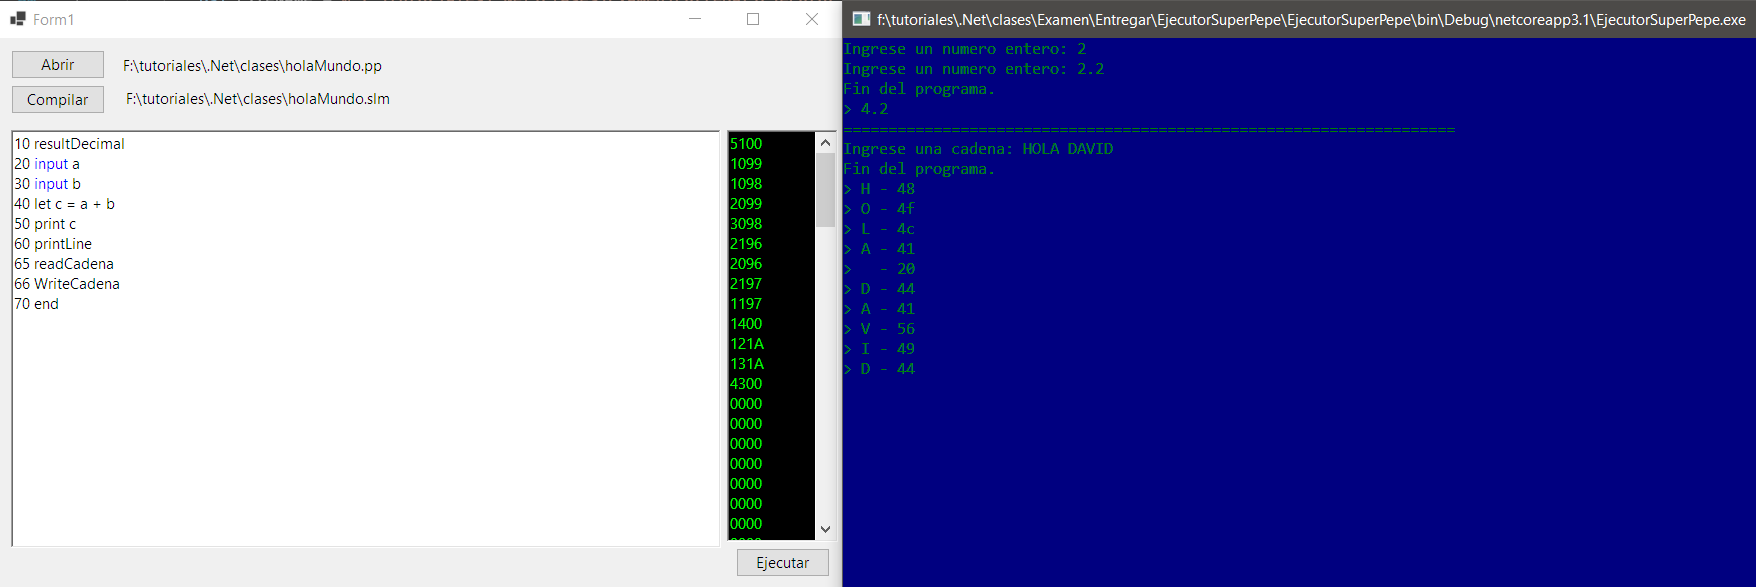 Form1
Abrir
F:\tutoriales\.Net\clases\holaMundo.pp
Compilar
F:\tutoriales\.Net\clases\holaMundo.slm
10 resultDecimal
20 input a
30 input b
40 let c = a + b
50 print c
60 printLine
65 readCadena
66 WriteCadena
70 end
5100
1099
1098
2099
3098
2196
2096
2197
1197
1400
121A
131A
4300
0000
0000
0000
0000
0000
0000
0000
Ejecutar
f:\tutoriales\.Net\clases\Examen\Entregar\EjecutorSuperPepe\EjecutorSuperPepe\bin\Debug\netcoreapp3.1\EjecutorSuperPepe.exe
Ingrese un numero entero: 2
Ingrese un numero entero: 2.2
Fin del programa.
> 4.2
====================================================================
Ingrese una cadena: HOLA DAVID
Fin del programa.
> H - 48
> O - 4f
> L - 4c
> A - 41
>   - 20
> D - 44
> A - 41
> V - 56
> I - 49
> D - 44